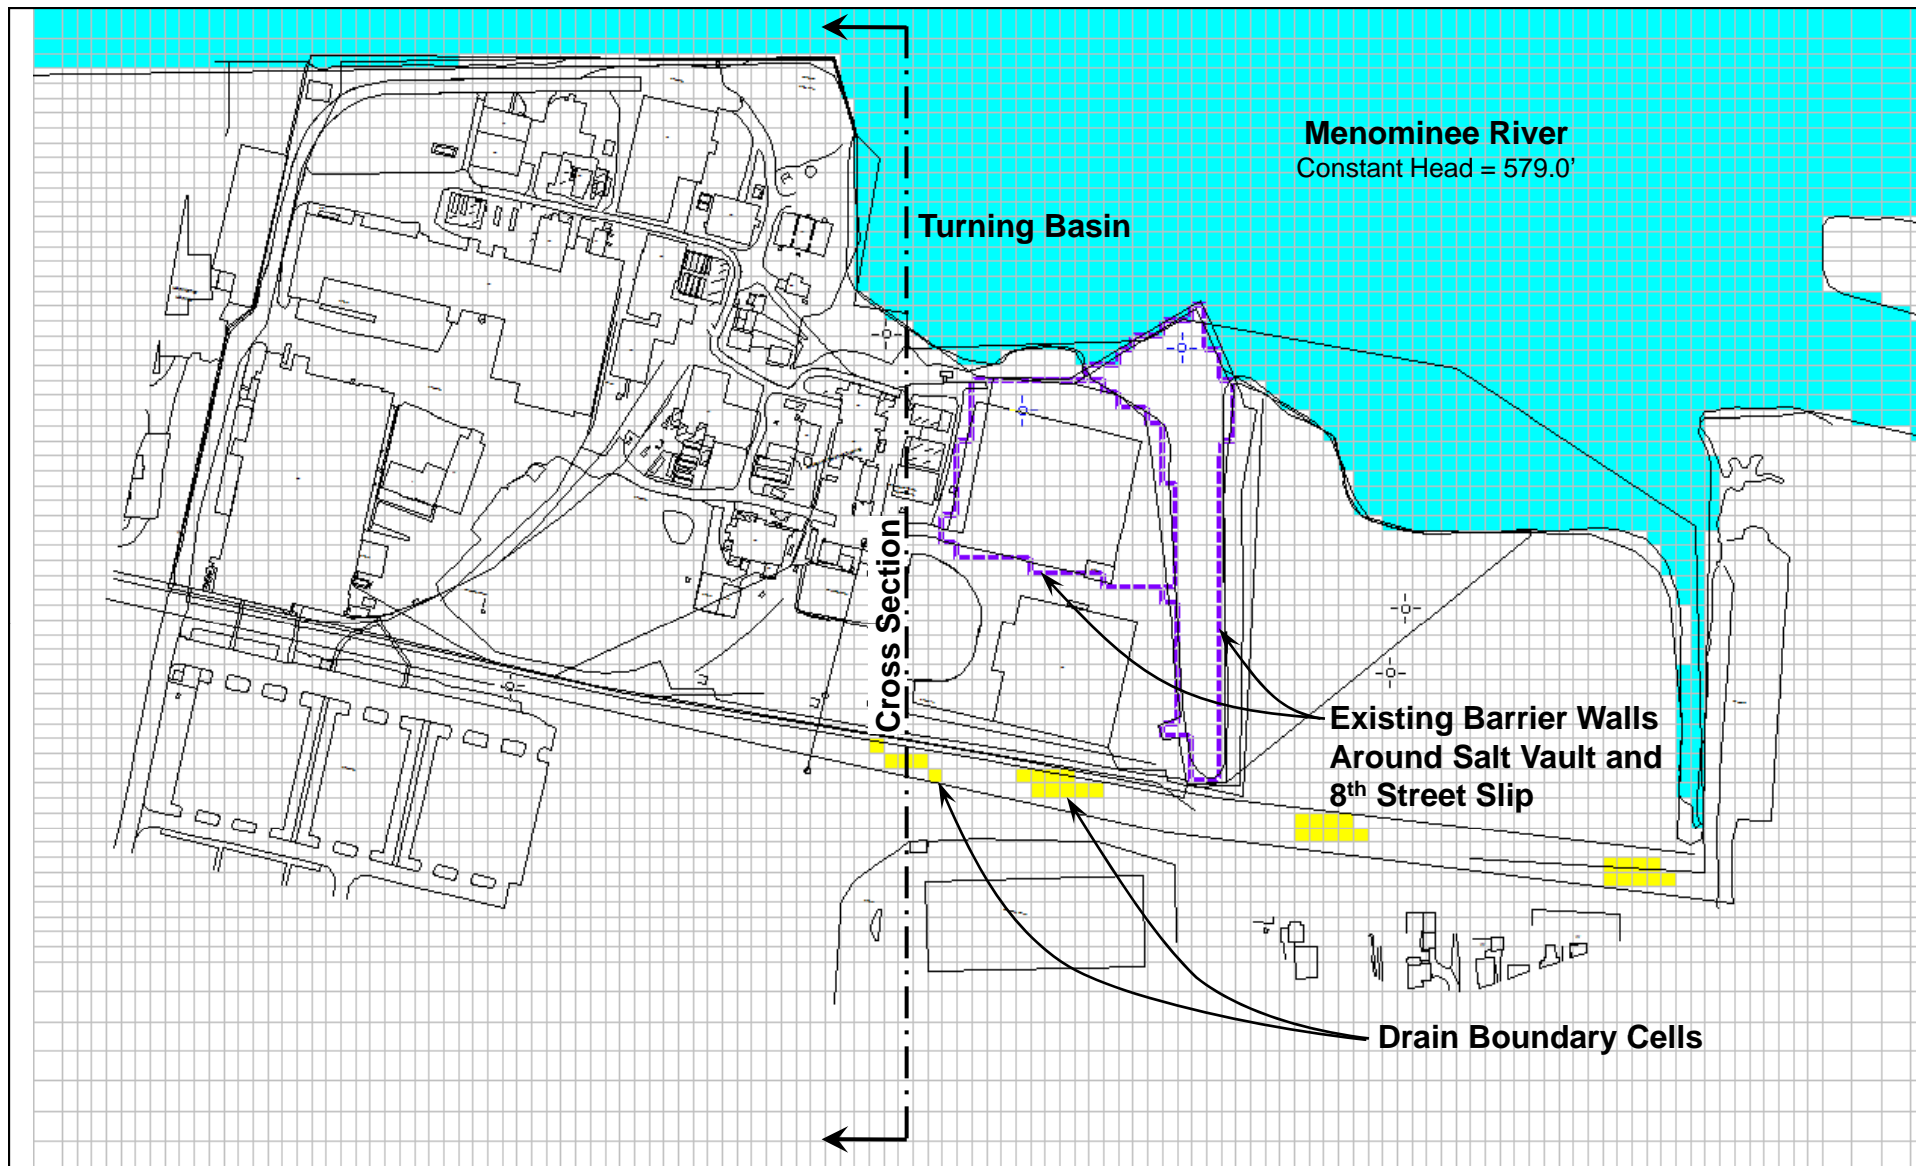 Menominee River
Constant Head = 579.0’
Turning Basin
Cross Section
Existing Barrier Walls
Around Salt Vault and
8th Street Slip
Drain Boundary Cells